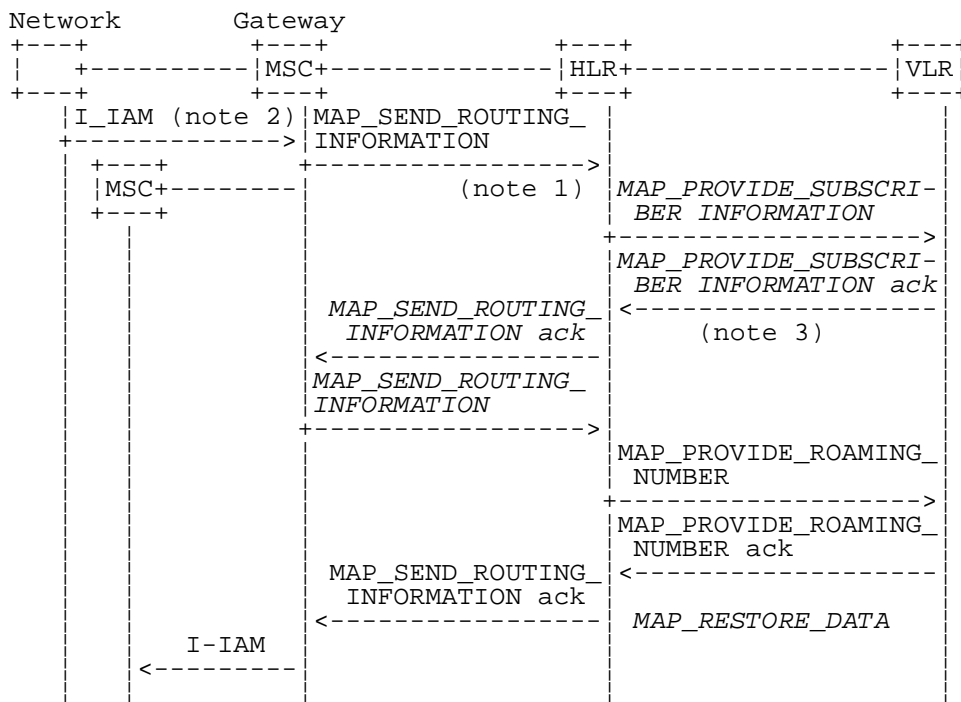 Network Gateway
MSC HLR VLR
I_IAM (note 2) MAP_SEND_ROUTING_
INFORMATION
MSC (note 1) MAP_PROVIDE_SUBSCRI-
BER INFORMATION
MAP_PROVIDE_SUBSCRI-
BER INFORMATION ack
MAP_SEND_ROUTING_
INFORMATION ack (note 3)
MAP_SEND_ROUTING_
INFORMATION
MAP_PROVIDE_ROAMING_
NUMBER
MAP_PROVIDE_ROAMING_
NUMBER ack
MAP_SEND_ROUTING_
INFORMATION ack
MAP_RESTORE_DATA
I-IAM